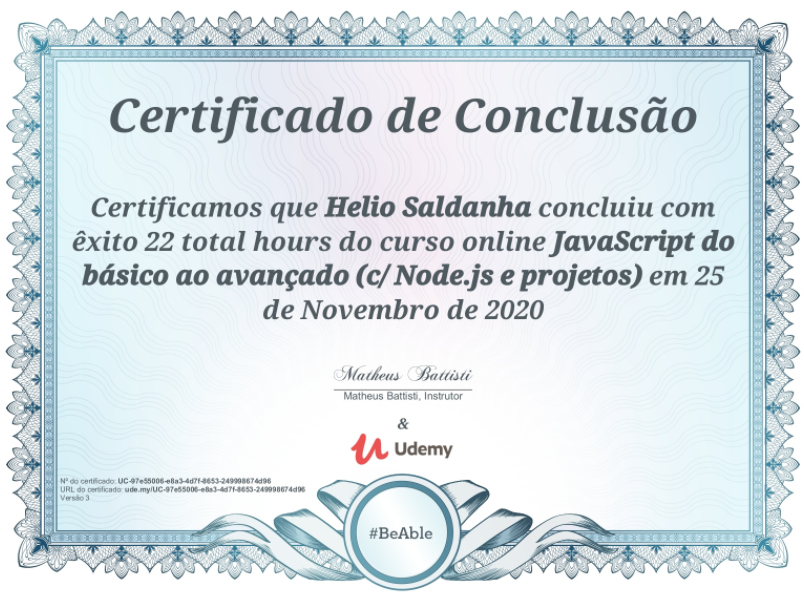 Certificado de Conclusão
Certificamos que Helio Saldanha concluiu com
êxito 22 total hours do curso online JavaScript do
básico ao avançado (c/ Node.js e projetos) em 25
de Novembro de 2020
Matheus Battisti
Matheus Battisti, Instrutor
&
Udemy
Nº do certificado: UC-97e55006-e8a3-4d7f-8653-249998674d96
URL do certificado: ude.my/UC-97e55006-e8a3-4d7f-8653-249998674d96
Versão 3
#BeAble